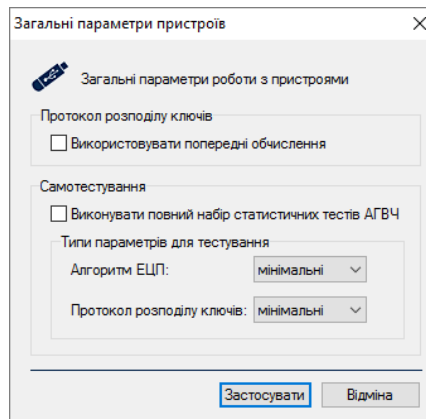 Загальні параметри пристроїв
Загальні параметри роботи з пристроями
Протокол розподілу ключів
Використовувати попередні обчислення
Самотестування
Виконувати повний набір статистичних тестів АГВЧ
Типи параметрів для тестування
Алгоритм ЕЦП: мінімальні
Протокол розподілу ключів: мінімальні
Застосувати Відміна